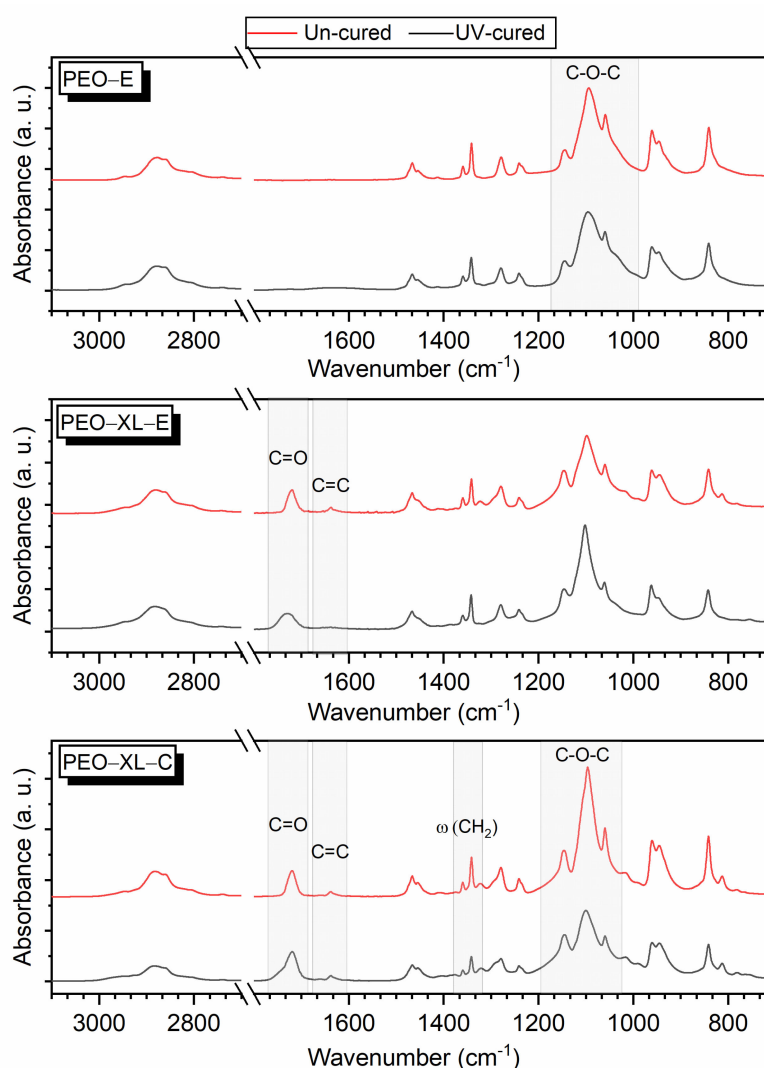 Un-cured UV-cured
PEO–E
C-O-C
Absorbance (a. u.)
3000 2800 1600 1400 1200 1000 800
Wavenumber (cm⁻¹)
PEO–XL–E
C=O
C=C
Absorbance (a. u.)
3000 2800 1600 1400 1200 1000 800
Wavenumber (cm⁻¹)
PEO–XL–C
C-O-C
C=O
ω (CH₂)
C=C
Absorbance (a. u.)
3000 2800 1600 1400 1200 1000 800
Wavenumber (cm⁻¹)